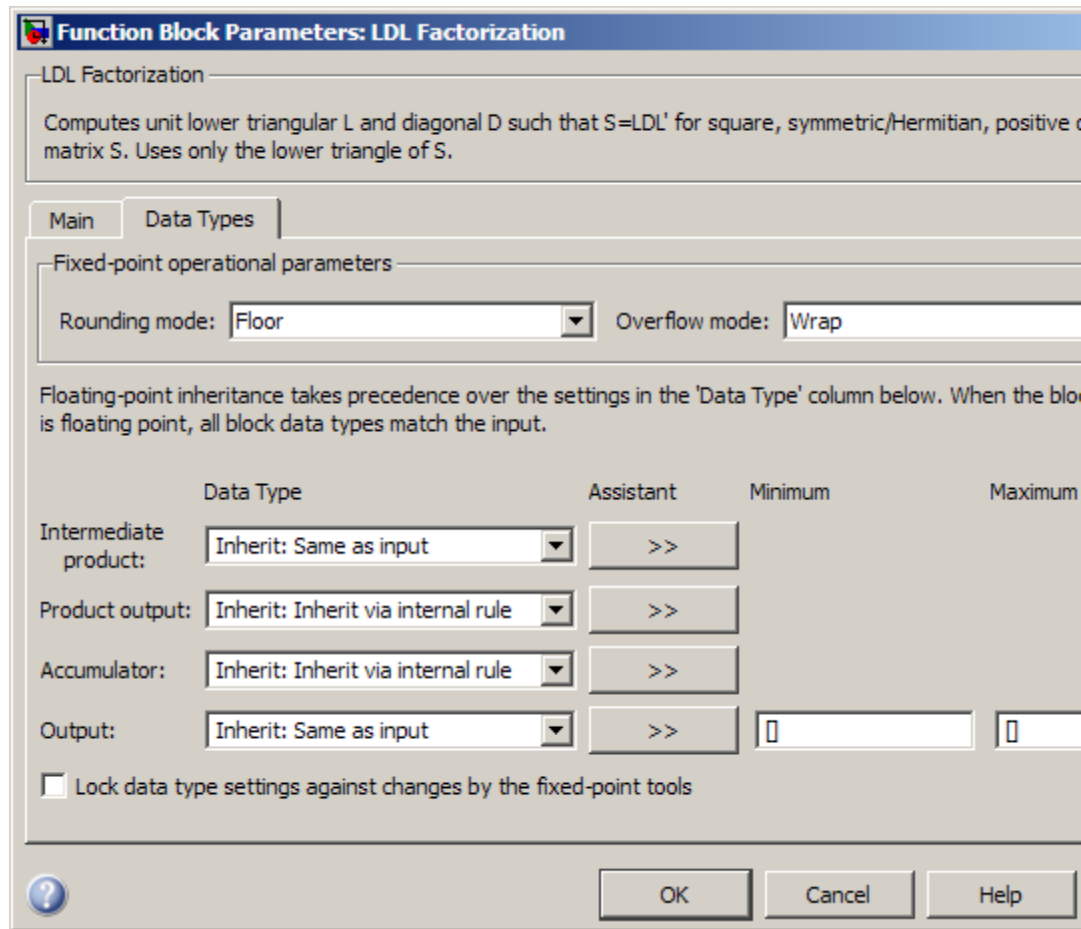 Function Block Parameters: LDL Factorization
LDL Factorization
Computes unit lower triangular L and diagonal D such that S=LDL' for square, symmetric/Hermitian, positive
matrix S. Uses only the lower triangle of S.
Main Data Types
Fixed-point operational parameters
Rounding mode: Floor Overflow mode: Wrap
Floating-point inheritance takes precedence over the settings in the 'Data Type' column below. When the
is floating point, all block data types match the input.
Data Type Assistant Minimum Maximum
Intermediate
product: Inherit: Same as input >>
Product output: Inherit: Inherit via internal rule >>
Accumulator: Inherit: Inherit via internal rule >>
Output: Inherit: Same as input >> [] []
Lock data type settings against changes by the fixed-point tools
? OK Cancel Help